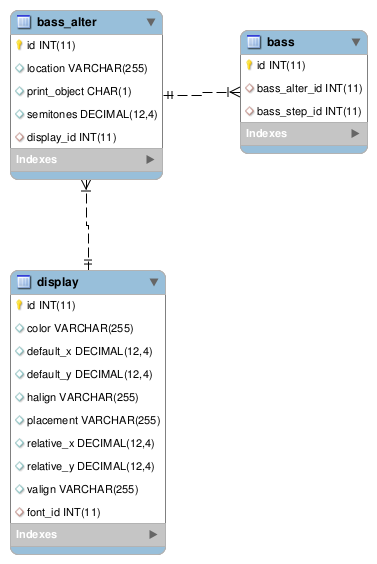 bass_alter
id INT(11)
location VARCHAR(255)
print_object CHAR(1)
semitones DECIMAL(12,4)
display_id INT(11)
Indexes
bass
id INT(11)
bass_alter_id INT(11)
bass_step_id INT(11)
Indexes
display
id INT(11)
color VARCHAR(255)
default_x DECIMAL(12,4)
default_y DECIMAL(12,4)
halign VARCHAR(255)
placement VARCHAR(255)
relative_x DECIMAL(12,4)
relative_y DECIMAL(12,4)
valign VARCHAR(255)
font_id INT(11)
Indexes